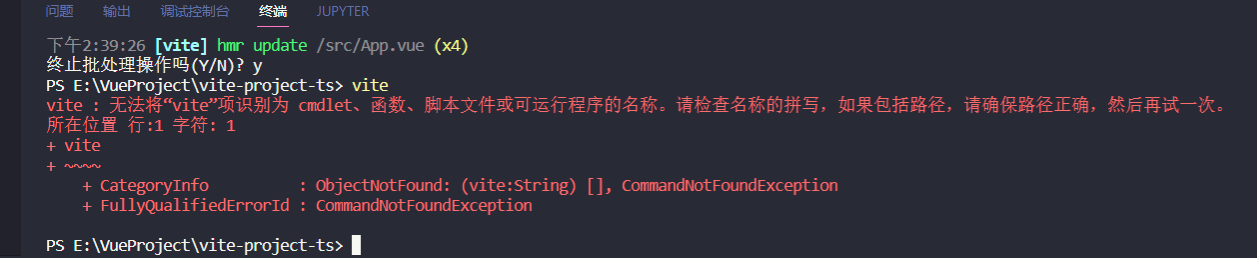 问题 输出 调试控制台 终端 JUPYTER
下午2:39:26 [vite] hmr update /src/App.vue (x4)
终止批处理操作吗(Y/N)? y
PS E:\VueProject\vite-project-ts> vite
vite : 无法将“vite”项识别为 cmdlet、函数、脚本文件或可运行程序的名称。请检查名称的拼写，如果包括路径，请确保路径正确，然后再试一次。
所在位置 行:1 字符: 1
+ vite
+ ~~~~
    + CategoryInfo          : ObjectNotFound: (vite:String) [], CommandNotFoundException
    + FullyQualifiedErrorId : CommandNotFoundException
PS E:\VueProject\vite-project-ts>